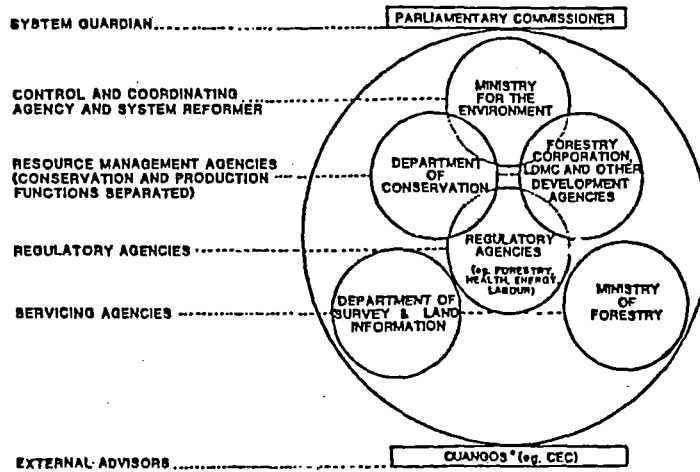 SYSTEM GUARDIAN
PARLIAMENTARY COMMISSIONER
CONTROL AND COORDINATING
AGENCY AND SYSTEM REFORMER
MINISTRY
FOR THE
ENVIRONMENT
RESOURCE MANAGEMENT AGENCIES
(CONSERVATION AND PRODUCTION
FUNCTIONS SEPARATED)
DEPARTMENT
OF
CONSERVATION
FORESTRY
CORPORATION,
LDMC AND OTHER
DEVELOPMENT
AGENCIES
REGULATORY AGENCIES
REGULATORY
AGENCIES
(eg. FORESTRY,
HEALTH, ENERGY,
LABOUR)
SERVICING AGENCIES
DEPARTMENT OF
SURVEY & LAND
INFORMATION
MINISTRY
OF
FORESTRY
EXTERNAL ADVISORS
QUANGOS* (eg. CEC)